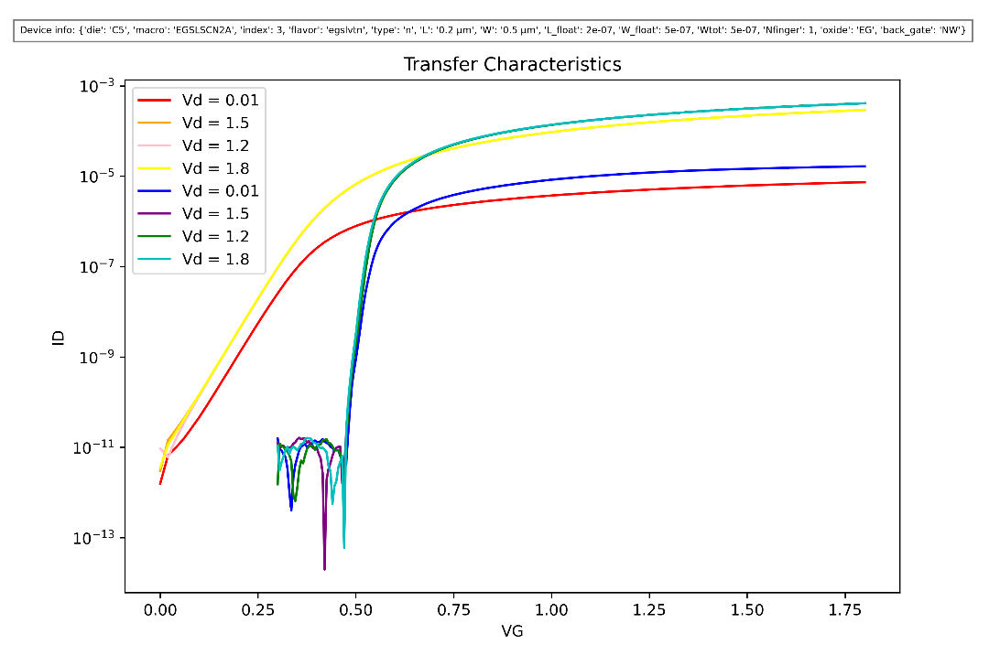 Device info: {'die': 'C5', 'macro': 'EGSLSCN2A', 'index': 3, 'flavor': 'egslvtn', 'type': 'n', 'L': '0.2 µm', 'W': '0.5 µm', 'L_float': 2e-07, 'W_float': 5e-07, 'Wtot': 5e-07, 'Nfinger': 1, 'oxide': 'EG', 'back_gate': 'NW'}
Transfer Characteristics
Vd = 0.01
Vd = 1.5
Vd = 1.2
Vd = 1.8
Vd = 0.01
Vd = 1.5
Vd = 1.2
Vd = 1.8
10⁻³
10⁻⁵
10⁻⁷
10⁻⁹
10⁻¹¹
10⁻¹³
ID
0.00 0.25 0.50 0.75 1.00 1.25 1.50 1.75
VG